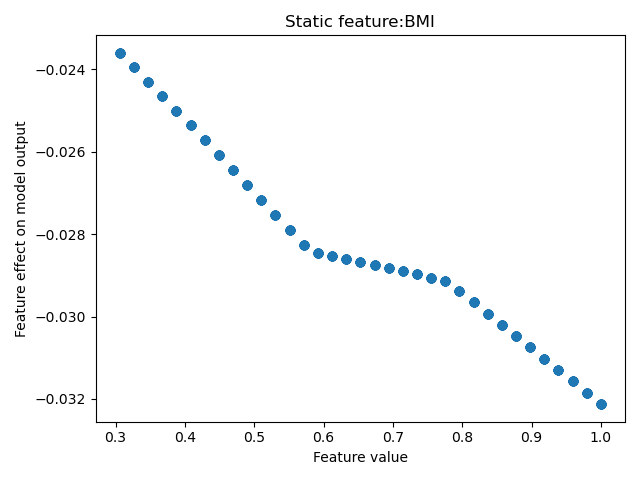 Static feature:BMI
Feature effect on model output
−0.024
−0.026
−0.028
−0.030
−0.032
0.3 0.4 0.5 0.6 0.7 0.8 0.9 1.0
Feature value